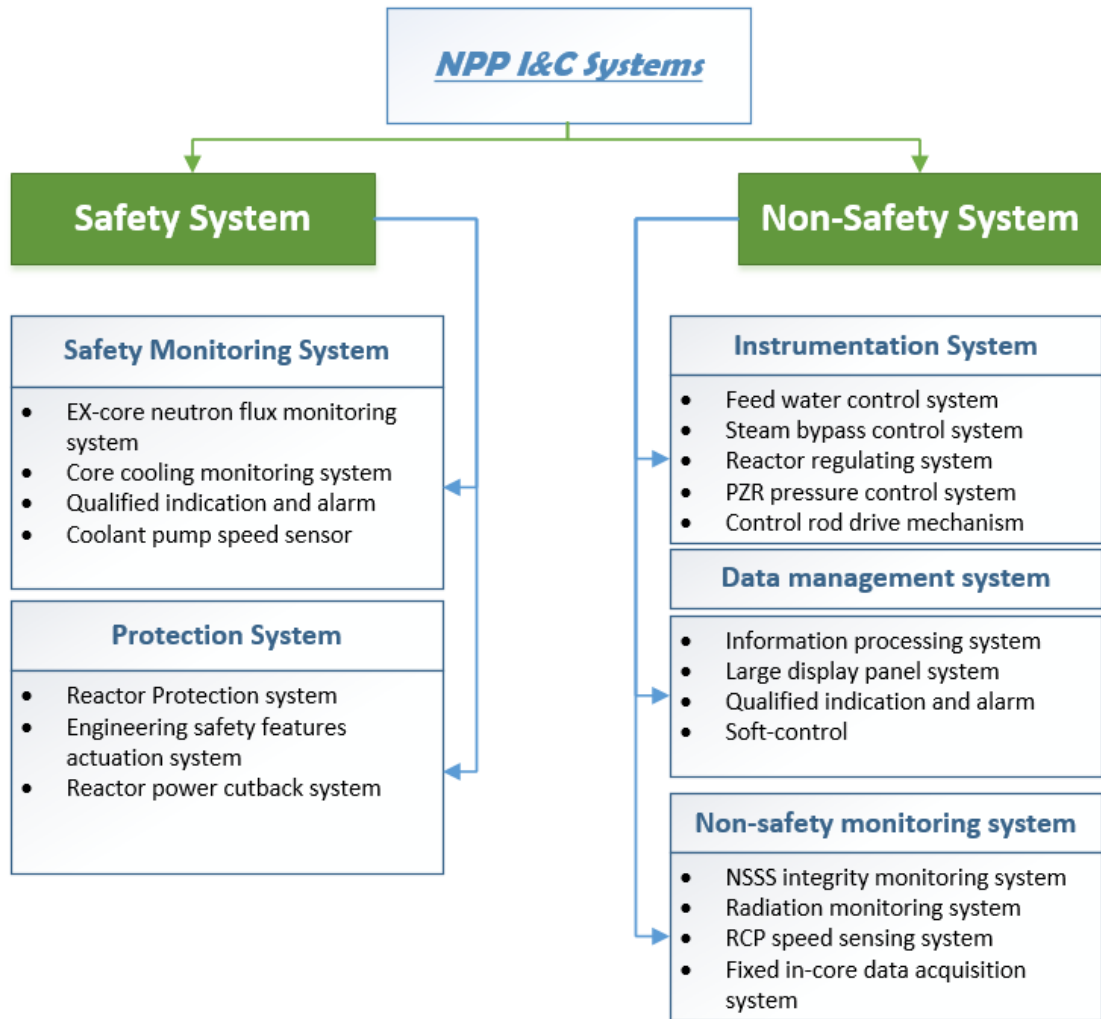 NPP I&C Systems
Safety System
Non-Safety System
Safety Monitoring System
• EX-core neutron flux monitoring
system
• Core cooling monitoring system
• Qualified indication and alarm
• Coolant pump speed sensor
Protection System
• Reactor Protection system
• Engineering safety features
actuation system
• Reactor power cutback system
Instrumentation System
• Feed water control system
• Steam bypass control system
• Reactor regulating system
• PZR pressure control system
• Control rod drive mechanism
Data management system
• Information processing system
• Large display panel system
• Qualified indication and alarm
• Soft-control
Non-safety monitoring system
• NSSS integrity monitoring system
• Radiation monitoring system
• RCP speed sensing system
• Fixed in-core data acquisition
system